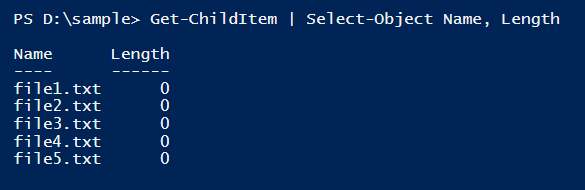 PS D:\sample> Get-ChildItem | Select-Object Name, Length
Name      Length
----      ------
file1.txt      0
file2.txt      0
file3.txt      0
file4.txt      0
file5.txt      0